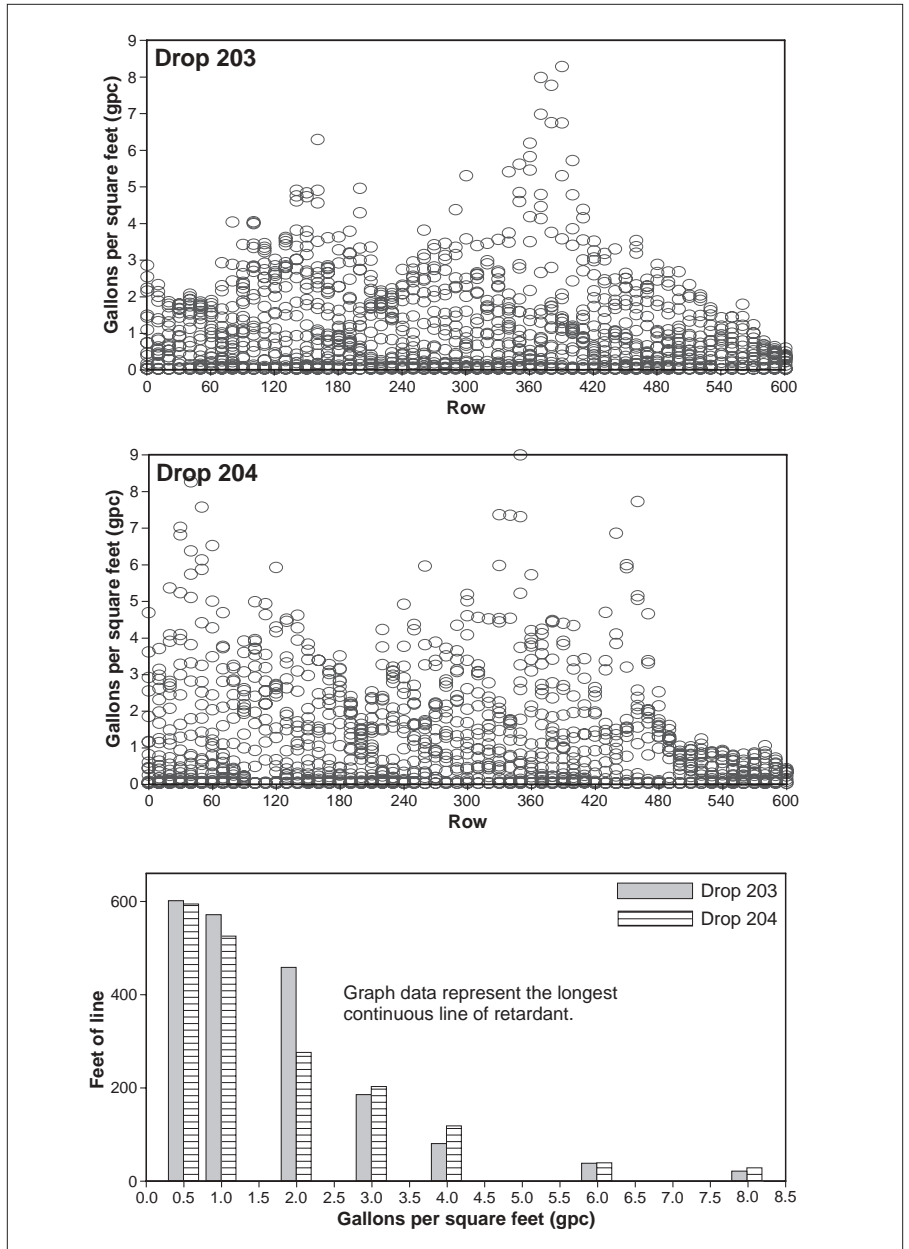 Drop 203
Gallons per square feet (gpc)
9
8
7
6
5
4
3
2
1
0
0 60 120 180 240 300 360 420 480 540 600
Row
Drop 204
Gallons per square feet (gpc)
9
8
7
6
5
4
3
2
1
0
0 60 120 180 240 300 360 420 480 540 600
Row
Drop 203
Drop 204
Graph data represent the longest
continuous line of retardant.
Feet of line
600
400
200
0
0.0 0.5 1.0 1.5 2.0 2.5 3.0 3.5 4.0 4.5 5.0 5.5 6.0 6.5 7.0 7.5 8.0 8.5
Gallons per square feet (gpc)